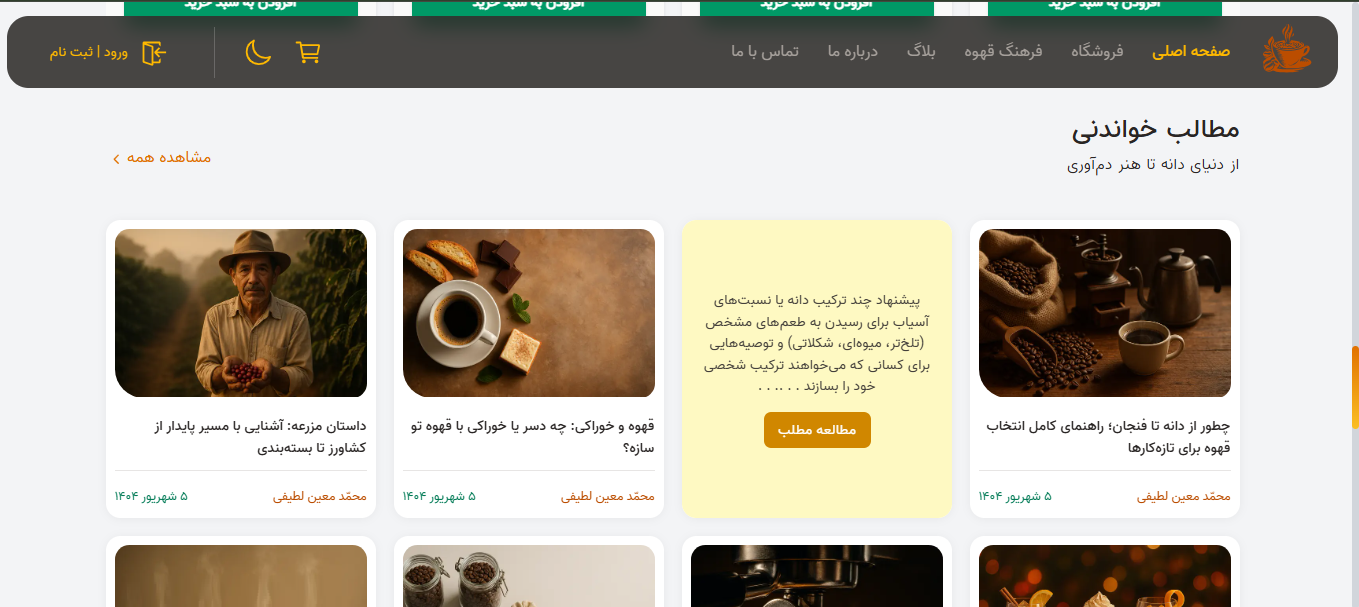 افزودن به سبد خرید
افزودن به سبد خرید
افزودن به سبد خرید
افزودن به سبد خرید
صفحه اصلی
فروشگاه
فرهنگ قهوه
بلاگ
درباره ما
تماس با ما
ورود | ثبت نام
مطالب خواندنی
از دنیای دانه تا هنر دم‌آوری
مشاهده همه
چطور از دانه تا فنجان؛ راهنمای کامل انتخاب
قهوه برای تازه‌کارها
محمّد معین لطیفی
۵ شهریور ۱۴۰۴
پیشنهاد چند ترکیب دانه یا نسبت‌های
آسیاب برای رسیدن به طعم‌های مشخص
(تلخ‌تر، میوه‌ای، شکلاتی) و توصیه‌هایی
برای کسانی که می‌خواهند ترکیب شخصی
خود را بسازند . . .. . .
مطالعه مطلب
قهوه و خوراکی: چه دسر یا خوراکی با قهوه تو
سازه؟
محمّد معین لطیفی
۵ شهریور ۱۴۰۴
داستان مزرعه: آشنایی با مسیر پایدار از
کشاورز تا بسته‌بندی
محمّد معین لطیفی
۵ شهریور ۱۴۰۴